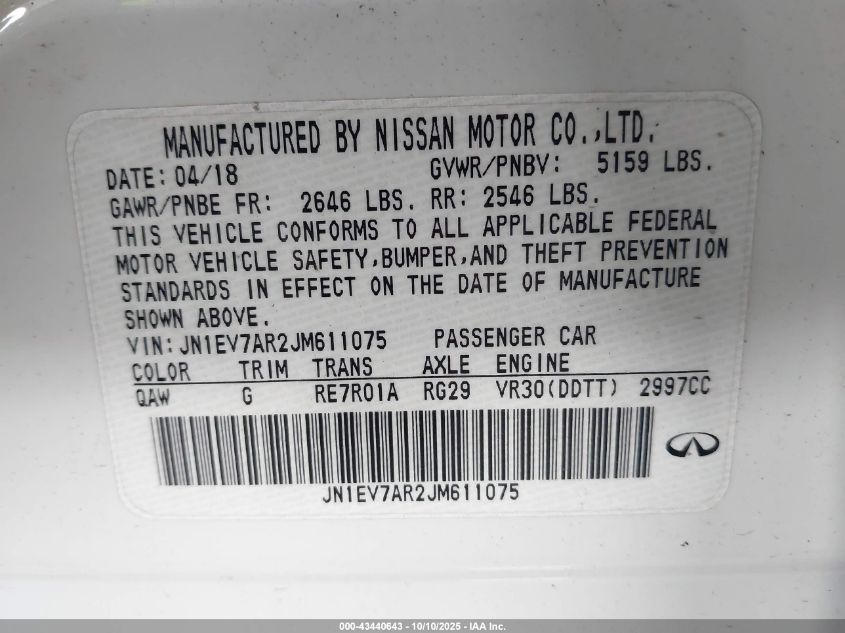 MANUFACTURED BY NISSAN MOTOR CO.,LTD.
DATE: 04/18 GVWR/PNBV: 5159 LBS.
GAWR/PNBE FR: 2646 LBS. RR: 2546 LBS.
THIS VEHICLE CONFORMS TO ALL APPLICABLE FEDERAL
MOTOR VEHICLE SAFETY,BUMPER,AND THEFT PREVENTION
STANDARDS IN EFFECT ON THE DATE OF MANUFACTURE
SHOWN ABOVE.
VIN: JN1EV7AR2JM611075 PASSENGER CAR
COLOR TRIM TRANS AXLE ENGINE
QAW G RE7R01A RG29 VR30(DDTT) 2997CC
JN1EV7AR2JM611075
000-43440643 - 10/10/2025 - IAA Inc.